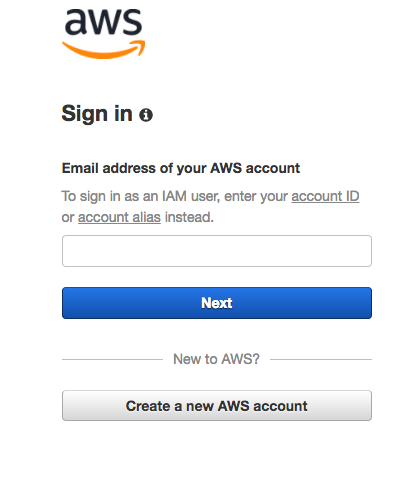 aws
Sign in
Email address of your AWS account
To sign in as an IAM user, enter your account ID
or account alias instead.
Next
New to AWS?
Create a new AWS account